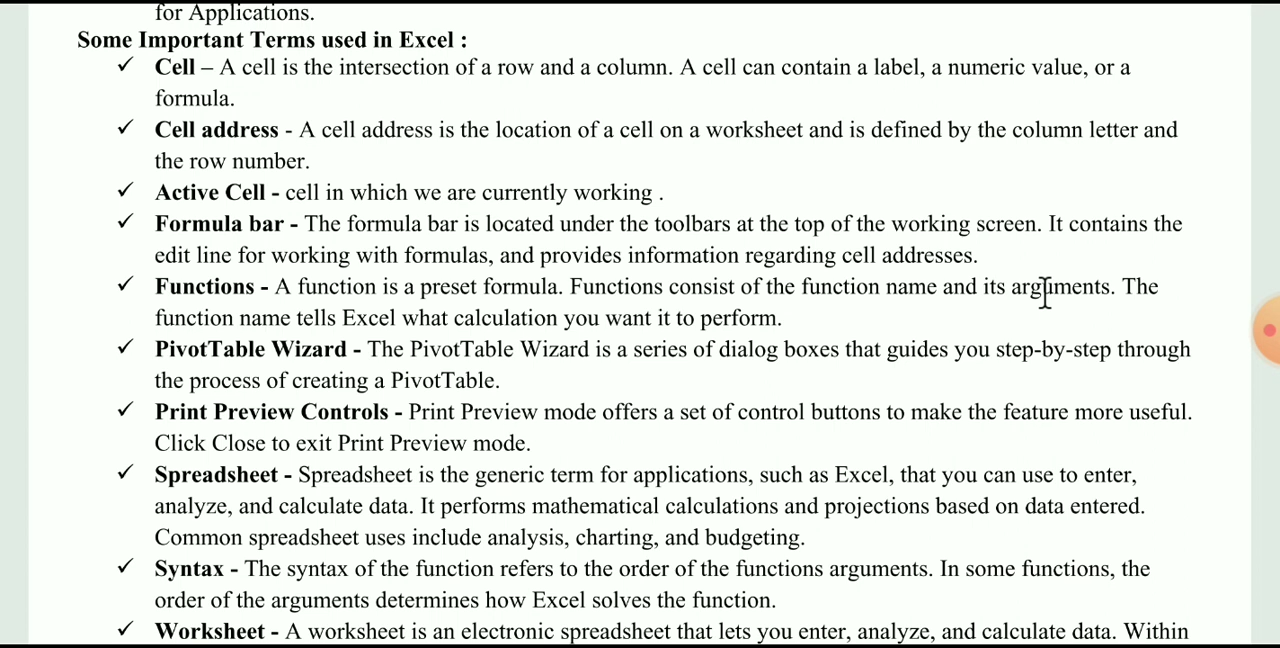 for Applications.
Some Important Terms used in Excel :
✓ Cell – A cell is the intersection of a row and a column. A cell can contain a label, a numeric value, or a
formula.
✓ Cell address - A cell address is the location of a cell on a worksheet and is defined by the column letter and
the row number.
✓ Active Cell - cell in which we are currently working .
✓ Formula bar - The formula bar is located under the toolbars at the top of the working screen. It contains the
edit line for working with formulas, and provides information regarding cell addresses.
✓ Functions - A function is a preset formula. Functions consist of the function name and its arguments. The
function name tells Excel what calculation you want it to perform.
✓ PivotTable Wizard - The PivotTable Wizard is a series of dialog boxes that guides you step-by-step through
the process of creating a PivotTable.
✓ Print Preview Controls - Print Preview mode offers a set of control buttons to make the feature more useful.
Click Close to exit Print Preview mode.
✓ Spreadsheet - Spreadsheet is the generic term for applications, such as Excel, that you can use to enter,
analyze, and calculate data. It performs mathematical calculations and projections based on data entered.
Common spreadsheet uses include analysis, charting, and budgeting.
✓ Syntax - The syntax of the function refers to the order of the functions arguments. In some functions, the
order of the arguments determines how Excel solves the function.
✓ Worksheet - A worksheet is an electronic spreadsheet that lets you enter, analyze, and calculate data. Within